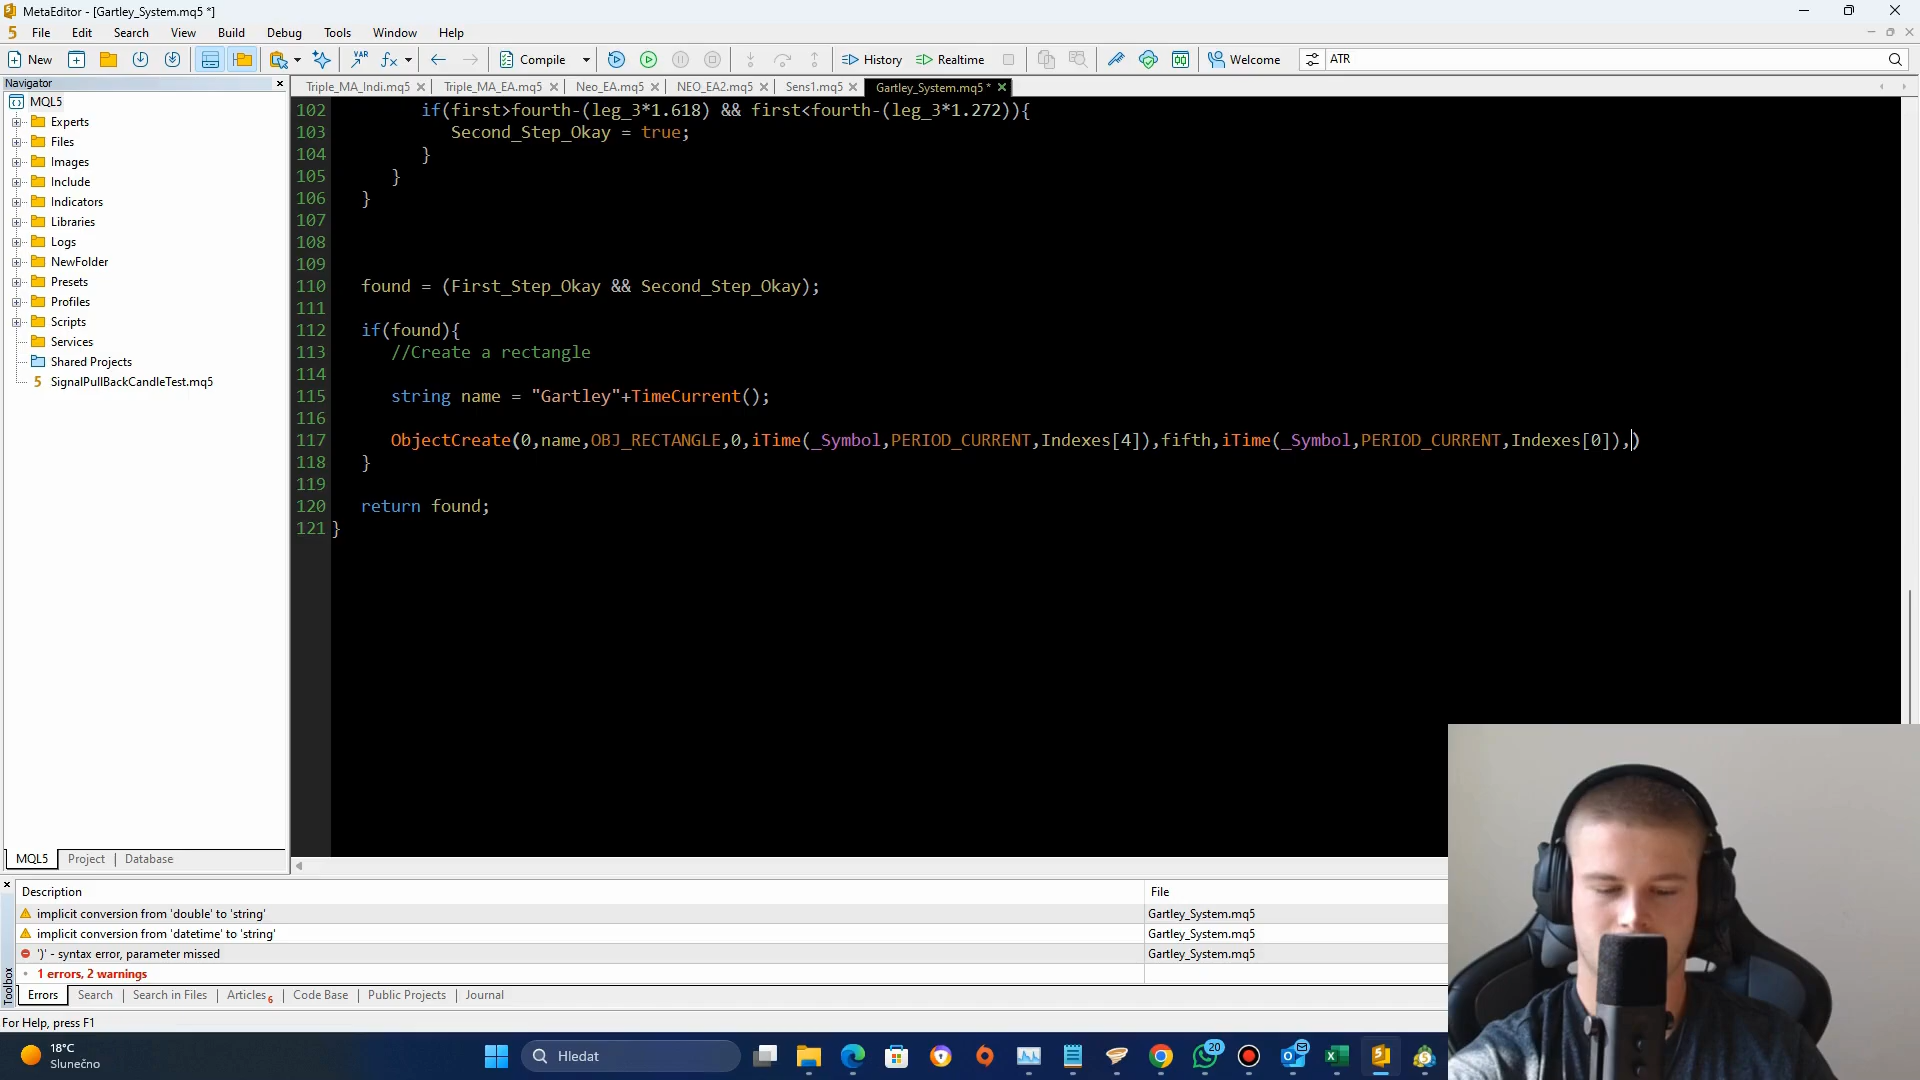 MetaEditor - [Gartley_System.mq5 *]
5 File Edit Search View Build Debug Tools Window Help
New Compile History Realtime Welcome ATR
Navigator
Triple_MA_Indi.mq5 Triple_MA_EA.mq5 Neo_EA.mq5 NEO_EA2.mq5 Sens1.mq5 Gartley_System.mq5 *
MQL5
Experts
Files
Images
Include
Indicators
Libraries
Logs
NewFolder
Presets
Profiles
Scripts
Services
Shared Projects
5 SignalPullBackCandleTest.mq5
MQL5 | Project | Database
102 if(first>fourth-(leg_3*1.618) && first<fourth-(leg_3*1.272)){
103 Second_Step_Okay = true;
104 }
105 }
106 }
107
108
109
110 found = (First_Step_Okay && Second_Step_Okay);
111
112 if(found){
113 //Create a rectangle
114
115 string name = "Gartley"+TimeCurrent();
116
117 ObjectCreate(0,name,OBJ_RECTANGLE,0,iTime(_Symbol,PERIOD_CURRENT,Indexes[4]),fifth,iTime(_Symbol,PERIOD_CURRENT,Indexes[0]),)
118 }
119
120 return found;
121 }
Toolbox
Description File
implicit conversion from 'double' to 'string' Gartley_System.mq5
implicit conversion from 'datetime' to 'string' Gartley_System.mq5
')' - syntax error, parameter missed Gartley_System.mq5
1 errors, 2 warnings
Errors | Search | Search in Files | Articles 6 | Code Base | Public Projects | Journal
For Help, press F1
18°C
Slunečno
Hledat
20